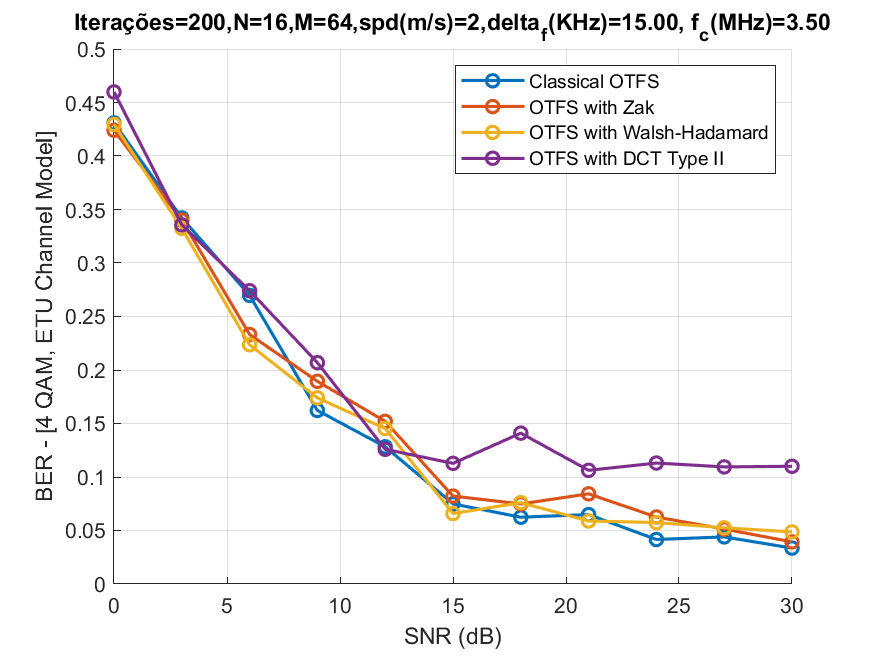 Iterações=200,N=16,M=64,spd(m/s)=2,delta_f(KHz)=15.00, f_c(MHz)=3.50
Classical OTFS
OTFS with Zak
OTFS with Walsh-Hadamard
OTFS with DCT Type II
BER - [4 QAM, ETU Channel Model]
0.5
0.45
0.4
0.35
0.3
0.25
0.2
0.15
0.1
0.05
0
0 5 10 15 20 25 30
SNR (dB)